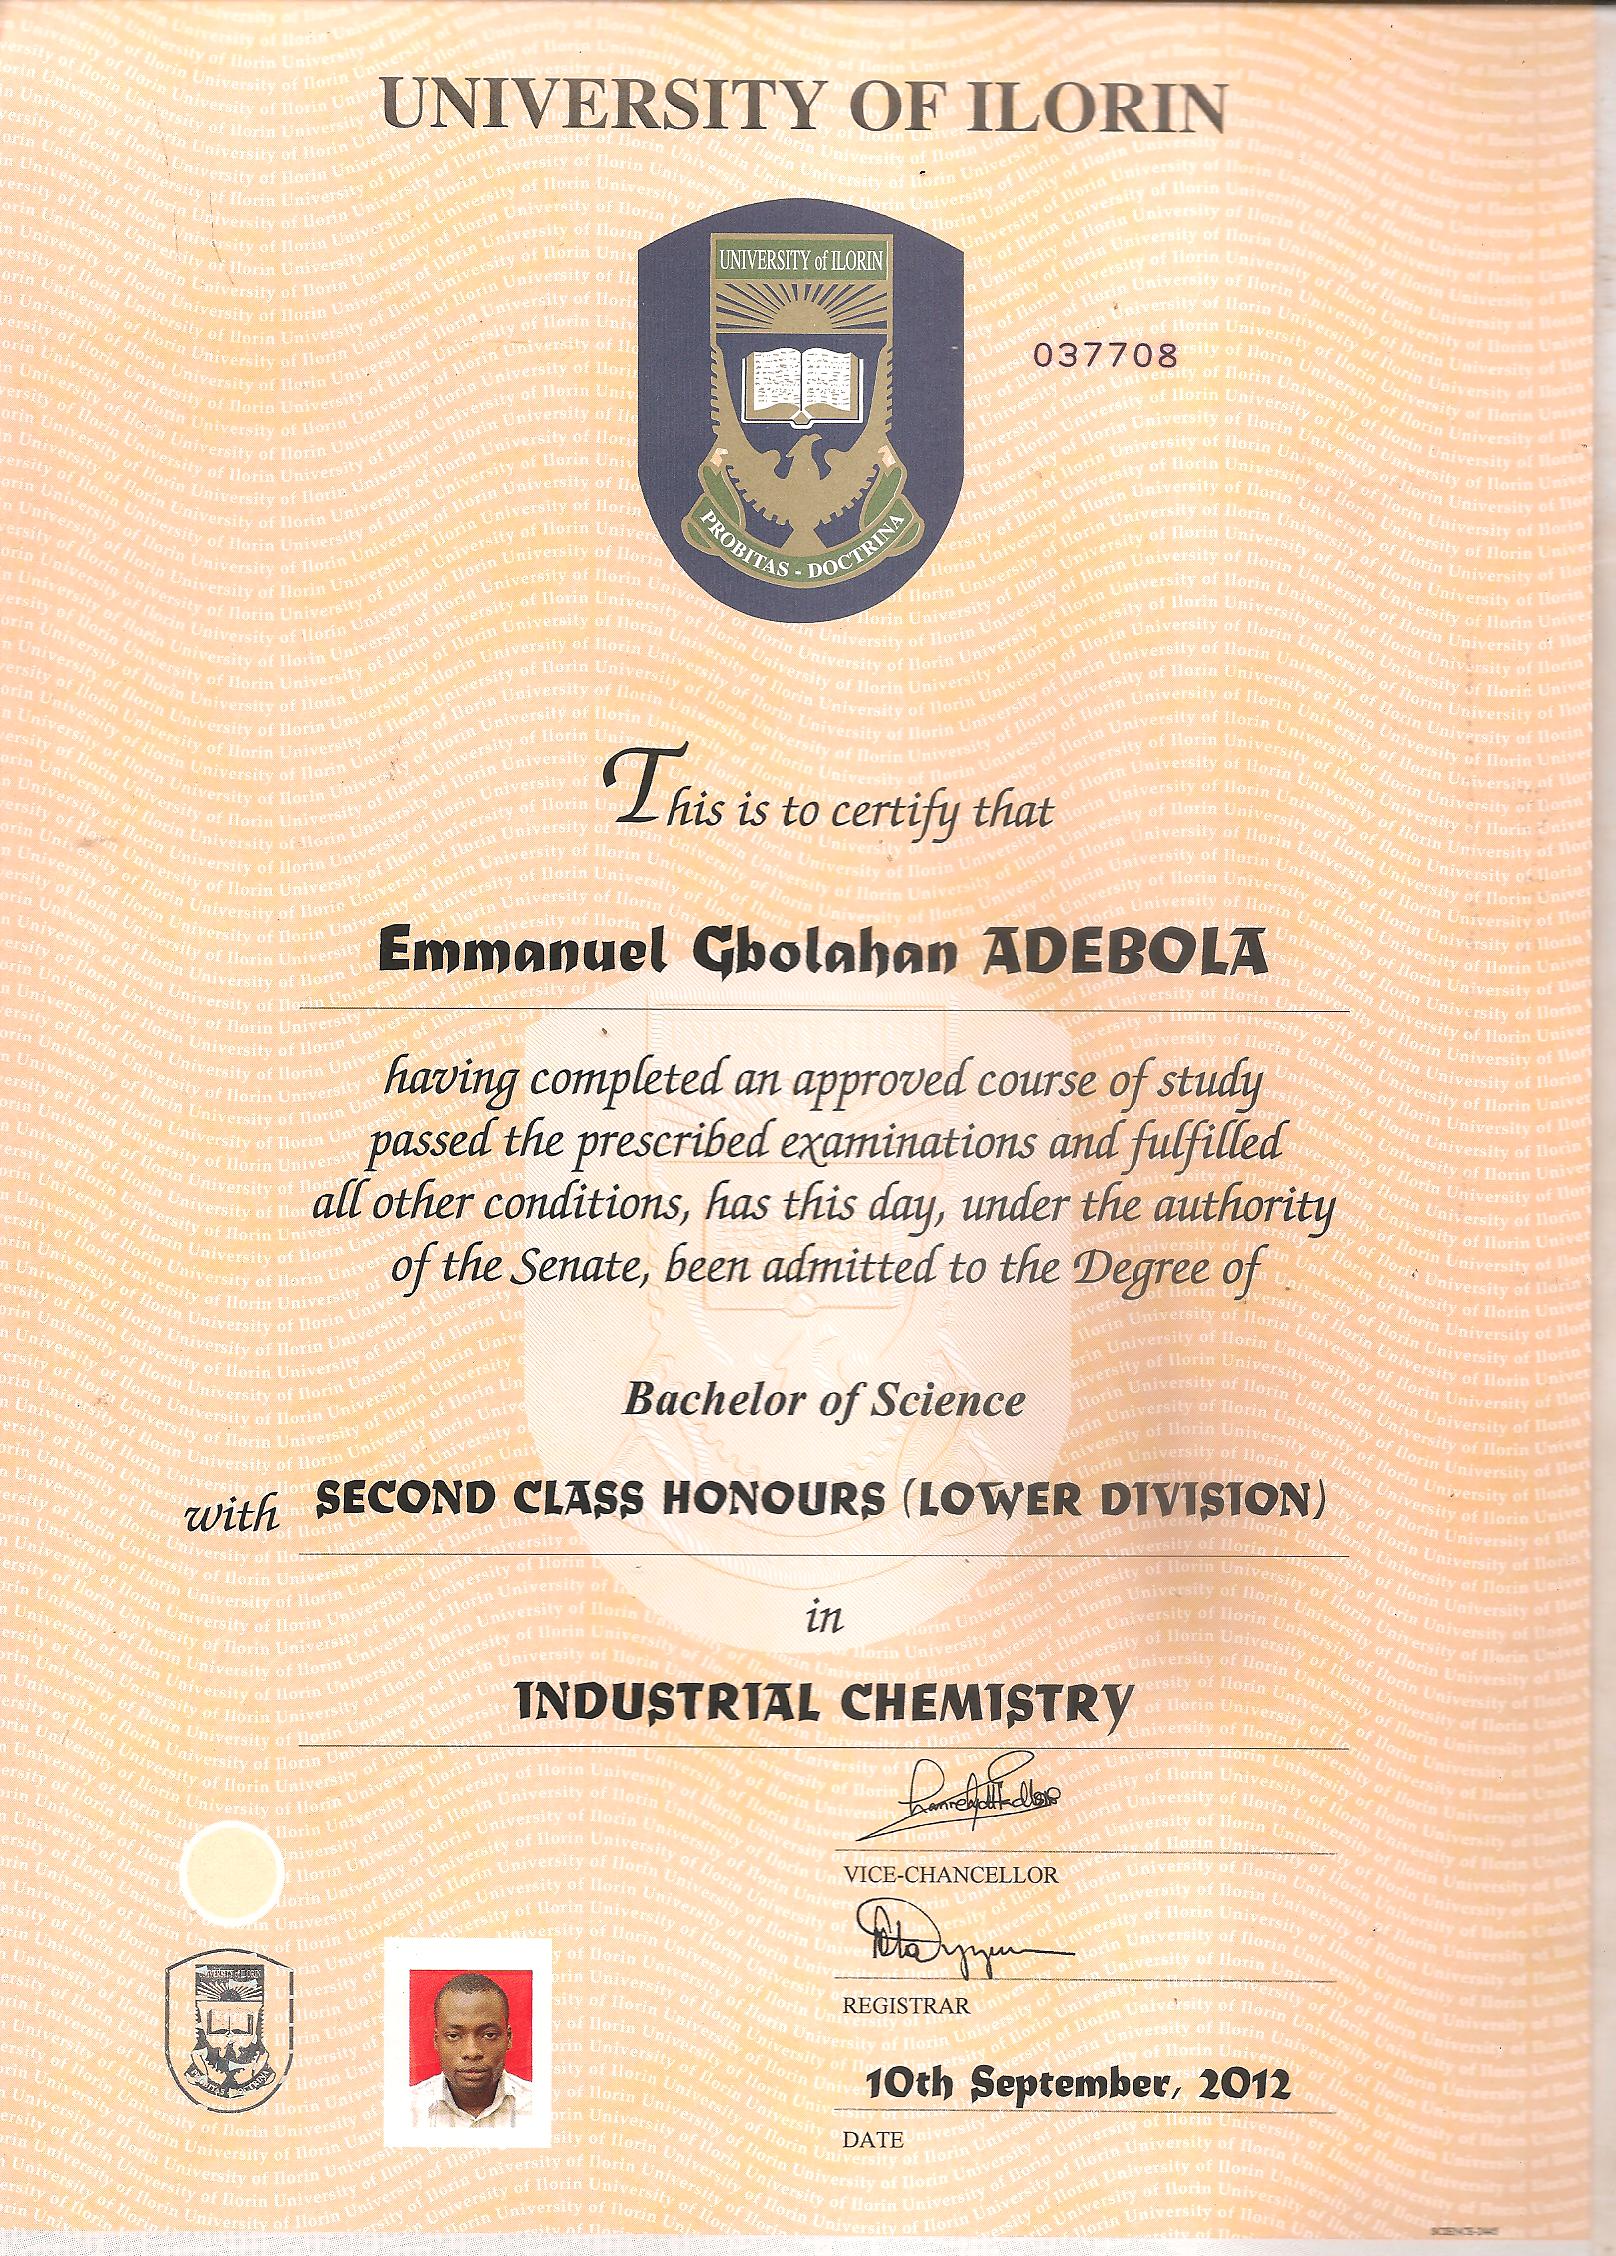 UNIVERSITY OF ILORIN
UNIVERSITY of ILORIN
037708
PROBITAS - DOCTRINA
This is to certify that
Emmanuel Gbolahan ADEBOLA
having completed an approved course of study
passed the prescribed examinations and fulfilled
all other conditions, has this day, under the authority
of the Senate, been admitted to the Degree of
Bachelor of Science
with SECOND CLASS HONOURS (LOWER DIVISION)
in
INDUSTRIAL CHEMISTRY
VICE-CHANCELLOR
REGISTRAR
UNIVERSITY of ILORIN
PROBITAS - DOCTRINA
10th September, 2012
DATE